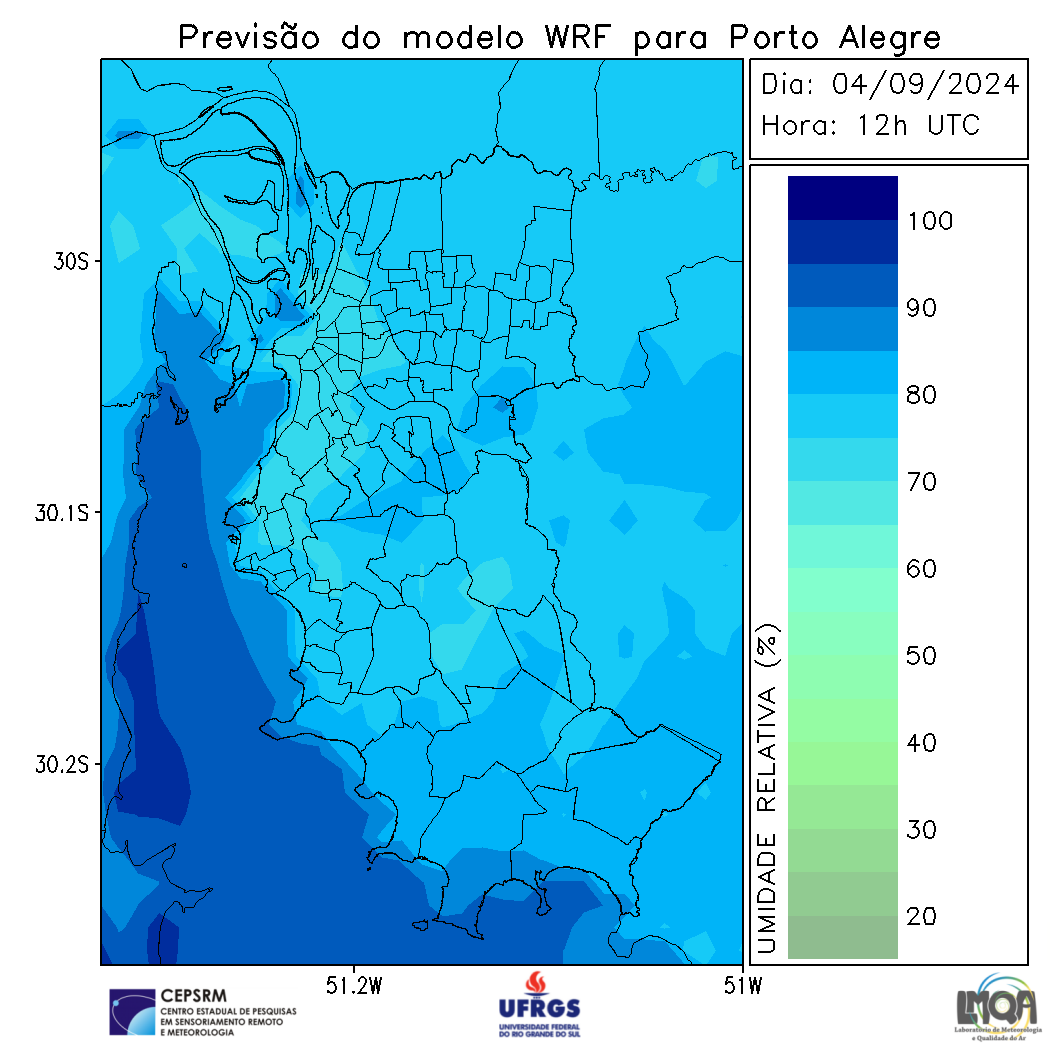 Previsão do modelo WRF para Porto Alegre
Dia: 04/09/2024
Hora: 12h UTC
100
90
80
70
60
50
40
30
20
UMIDADE RELATIVA (%)
30S
30.1S
30.2S
51.2W
51W
CEPSRM
CENTRO ESTADUAL DE PESQUISAS
EM SENSORIAMENTO REMOTO
E METEOROLOGIA
UFRGS
UNIVERSIDADE FEDERAL
DO RIO GRANDE DO SUL
LMQA
Laboratório de Meteorologia
e Qualidade do Ar